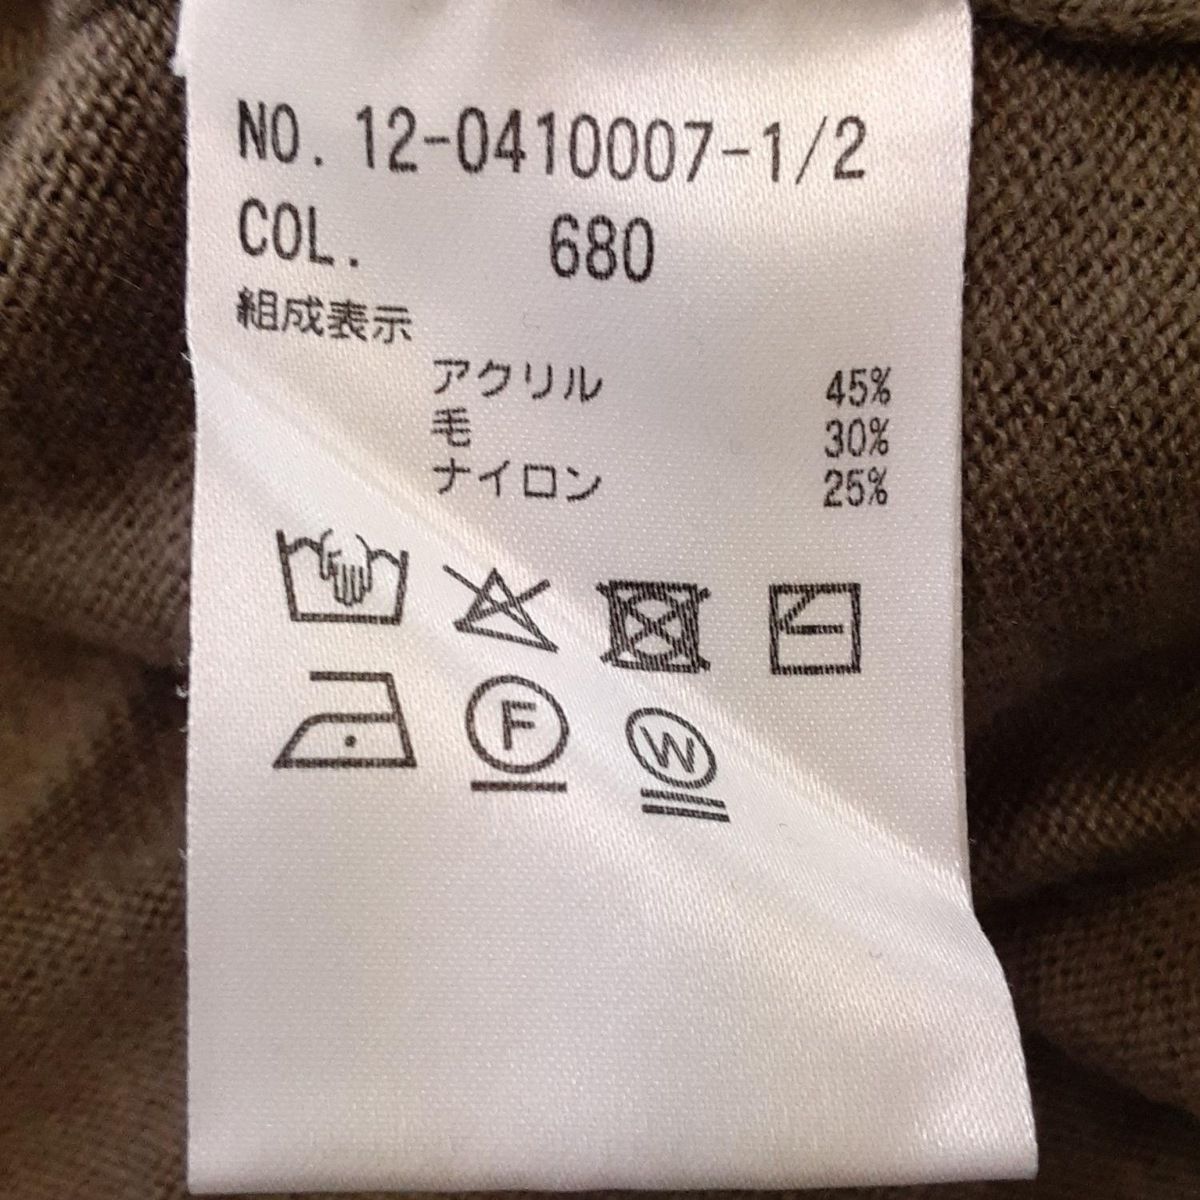 NO. 12-0410007-1/2
COL. 680
組成表示
アクリル 45%
毛 30%
ナイロン 25%
F
W